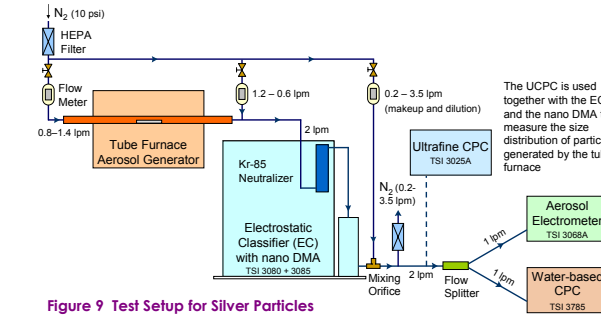 N2 (10 psi)
HEPA
Filter
Flow
Meter
1.2 – 0.6 lpm
0.2 – 3.5 lpm
(makeup and dilution)
0.8–1.4 lpm
Tube Furnace
Aerosol Generator
2 lpm
The UCPC is used
together with the
and the nano DMA
measure the size
distribution of
generated by the
furnace
Ultrafine CPC
TSI 3025A
Kr-85
Neutralizer
N2 (0.2-
3.5 lpm)
Electrostatic
Classifier (EC)
with nano DMA
TSI 3080 + 3085
Mixing
Orifice
2 lpm
Flow
Splitter
1 lpm
1 lpm
Aerosol
Electrometer
TSI 3068A
Water-based
CPC
TSI 3785
Figure 9 Test Setup for Silver Particles